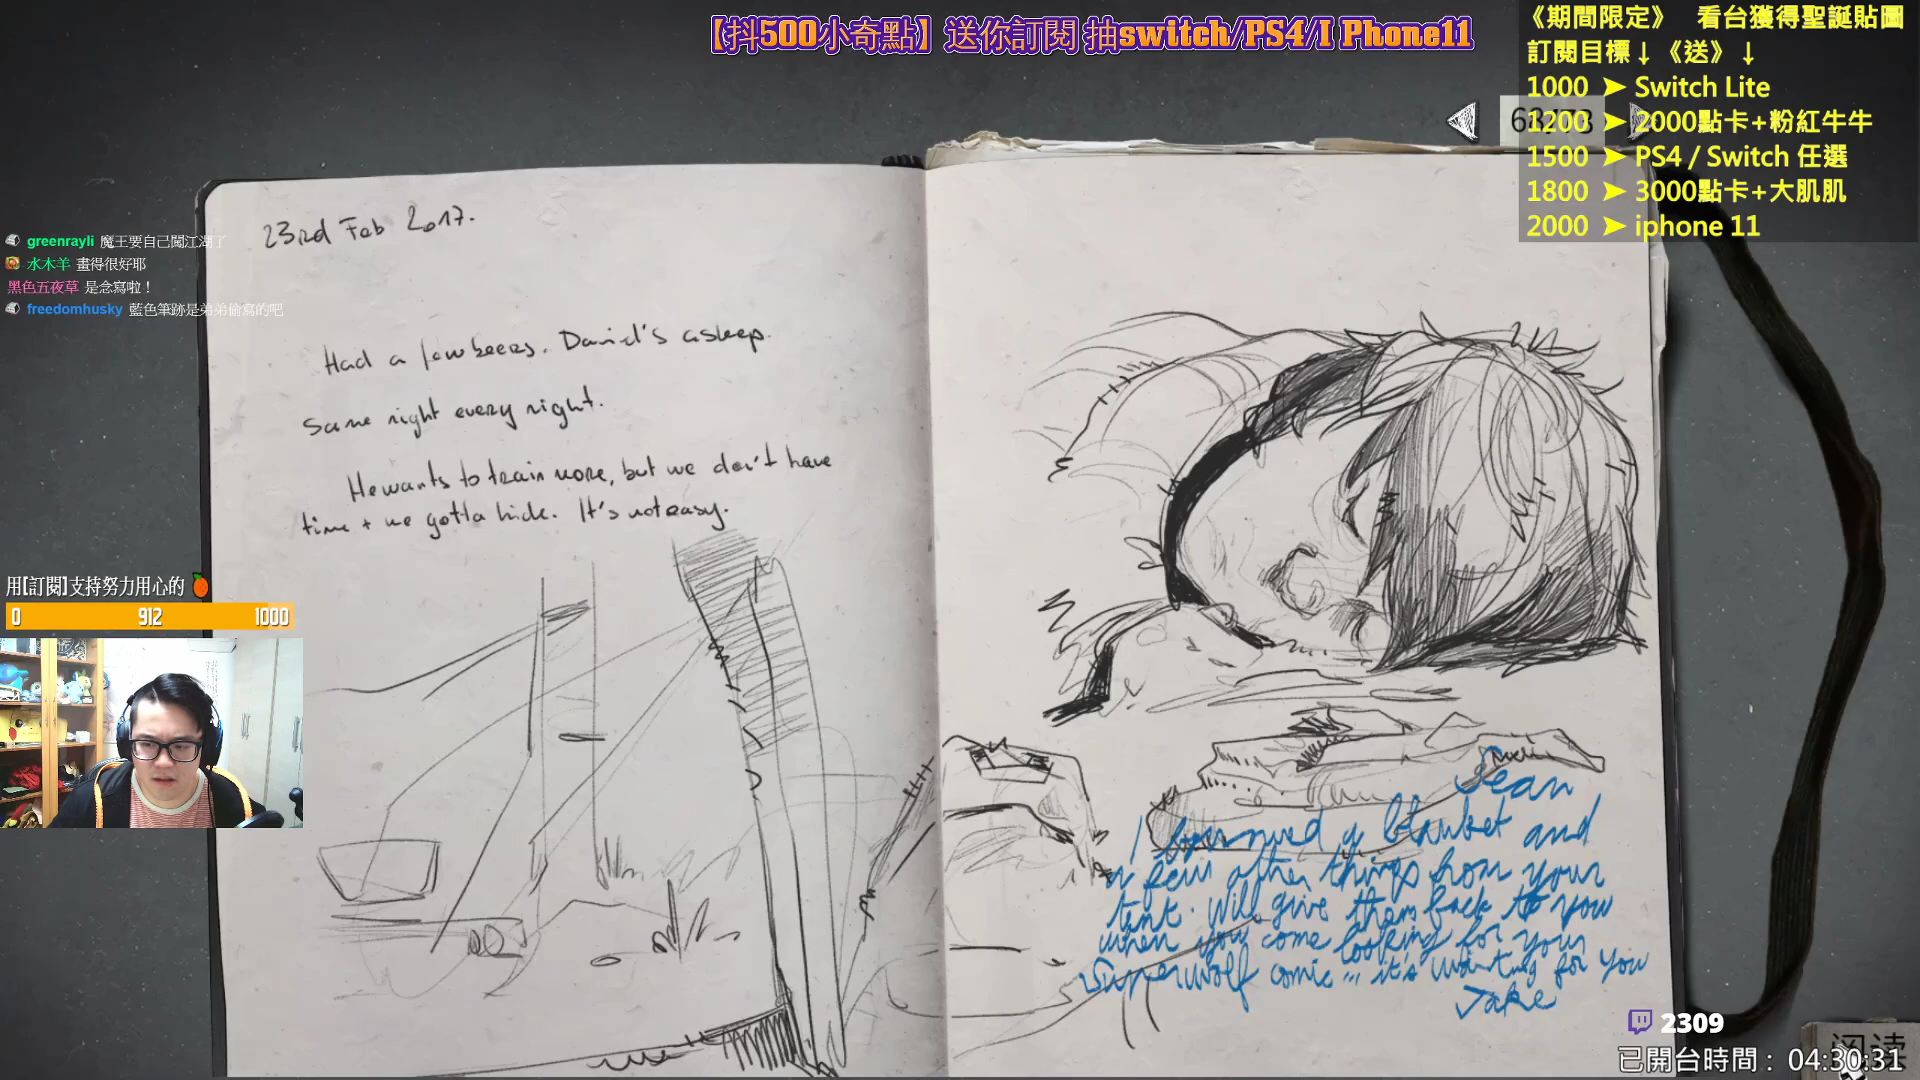 【抖500小奇點】送你訂閱 抽switch/PS4/I Phone11
《期間限定》 看台獲得聖誕貼圖
訂閱目標↓《送》↓
1000 ➤ Switch Lite
1200 ➤ 2000點卡+粉紅牛牛
1500 ➤ PS4 / Switch 任選
1800 ➤ 3000點卡+大肌肌
2000 ➤ iphone 11
greenrayli 魔王要自己闖江湖了
水木羊 畫得很好耶
黑色五夜草 是念寫啦！
freedomhusky 藍色筆跡是弟弟偷寫的吧
用[訂閱]支持努力用心的
0 912 1000
23rd Feb 2017.
Had a few beers. Daniel's asleep.
Same night every night.
He wants to train more, but we don't have
time + we gotta hide. It's not easy.
Sean
I borrowed a blanket and
a few other things from your
tent. Will give them back to you
when you come looking for your
Superwolf comic... it's waiting for you
Jake
2309
已開台時間： 04:30:31
阅读